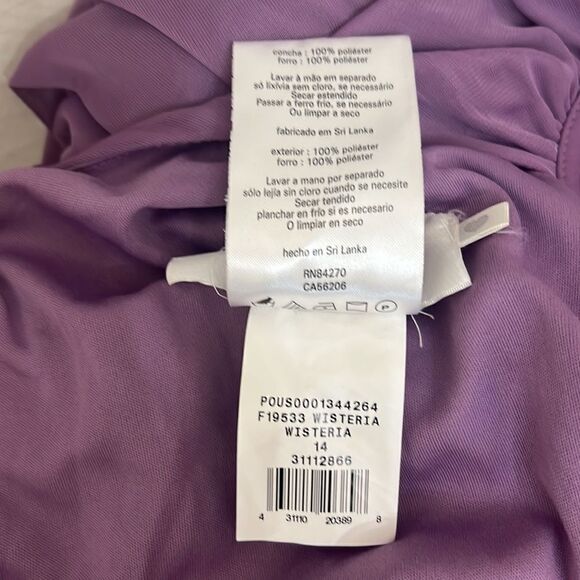 concha : 100% poliéster
forro : 100% poliéster
Lavar à mão em separado
só lixívia sem cloro, se necessário
Secar estendido
Passar a ferro frio, se necessário
Ou limpar a seco
fabricado em Sri Lanka
exterior : 100% poliéster
forro : 100% poliéster
Lavar a mano por separado
sólo lejía sin cloro cuando se necesite
Secar tendido
planchar en frío si es necesario
O limpiar en seco
hecho en Sri Lanka
RN84270
CA56206
P
POUS0001344264
F19533 WISTERIA
WISTERIA
14
31112866
4 31110 20389 8